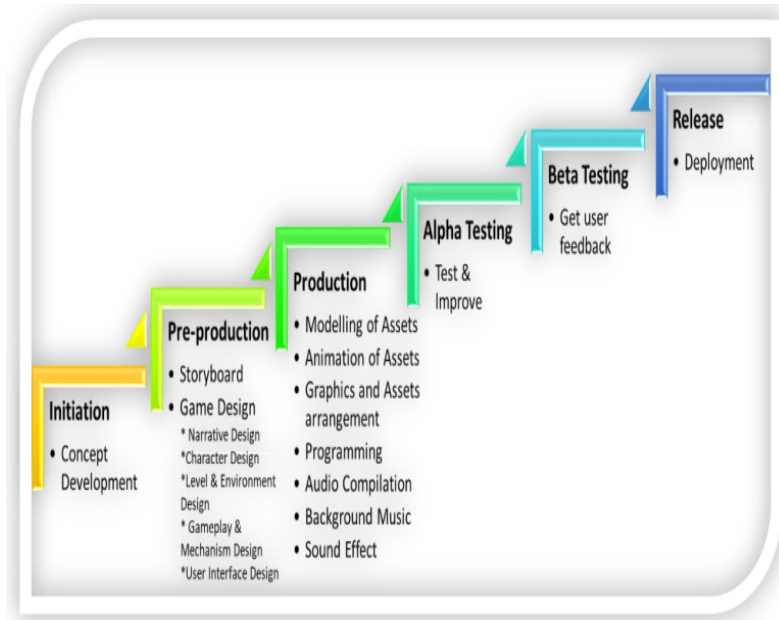 Initiation
• Concept
Development
Pre-production
• Storyboard
• Game Design
* Narrative Design
*Character Design
*Level & Environment
Design
* Gameplay &
Mechanism Design
*User Interface Design
Production
• Modelling of Assets
• Animation of Assets
• Graphics and Assets
arrangement
• Programming
• Audio Compilation
• Background Music
• Sound Effect
Alpha Testing
• Test &
Improve
Beta Testing
• Get user
feedback
Release
• Deployment